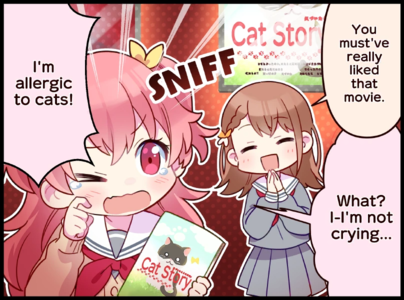 Cat Story
You
must've
really
liked
that
movie.
What?
I-I'm not
crying...
I'm
allergic
to cats!
SNIFF
Cat Story